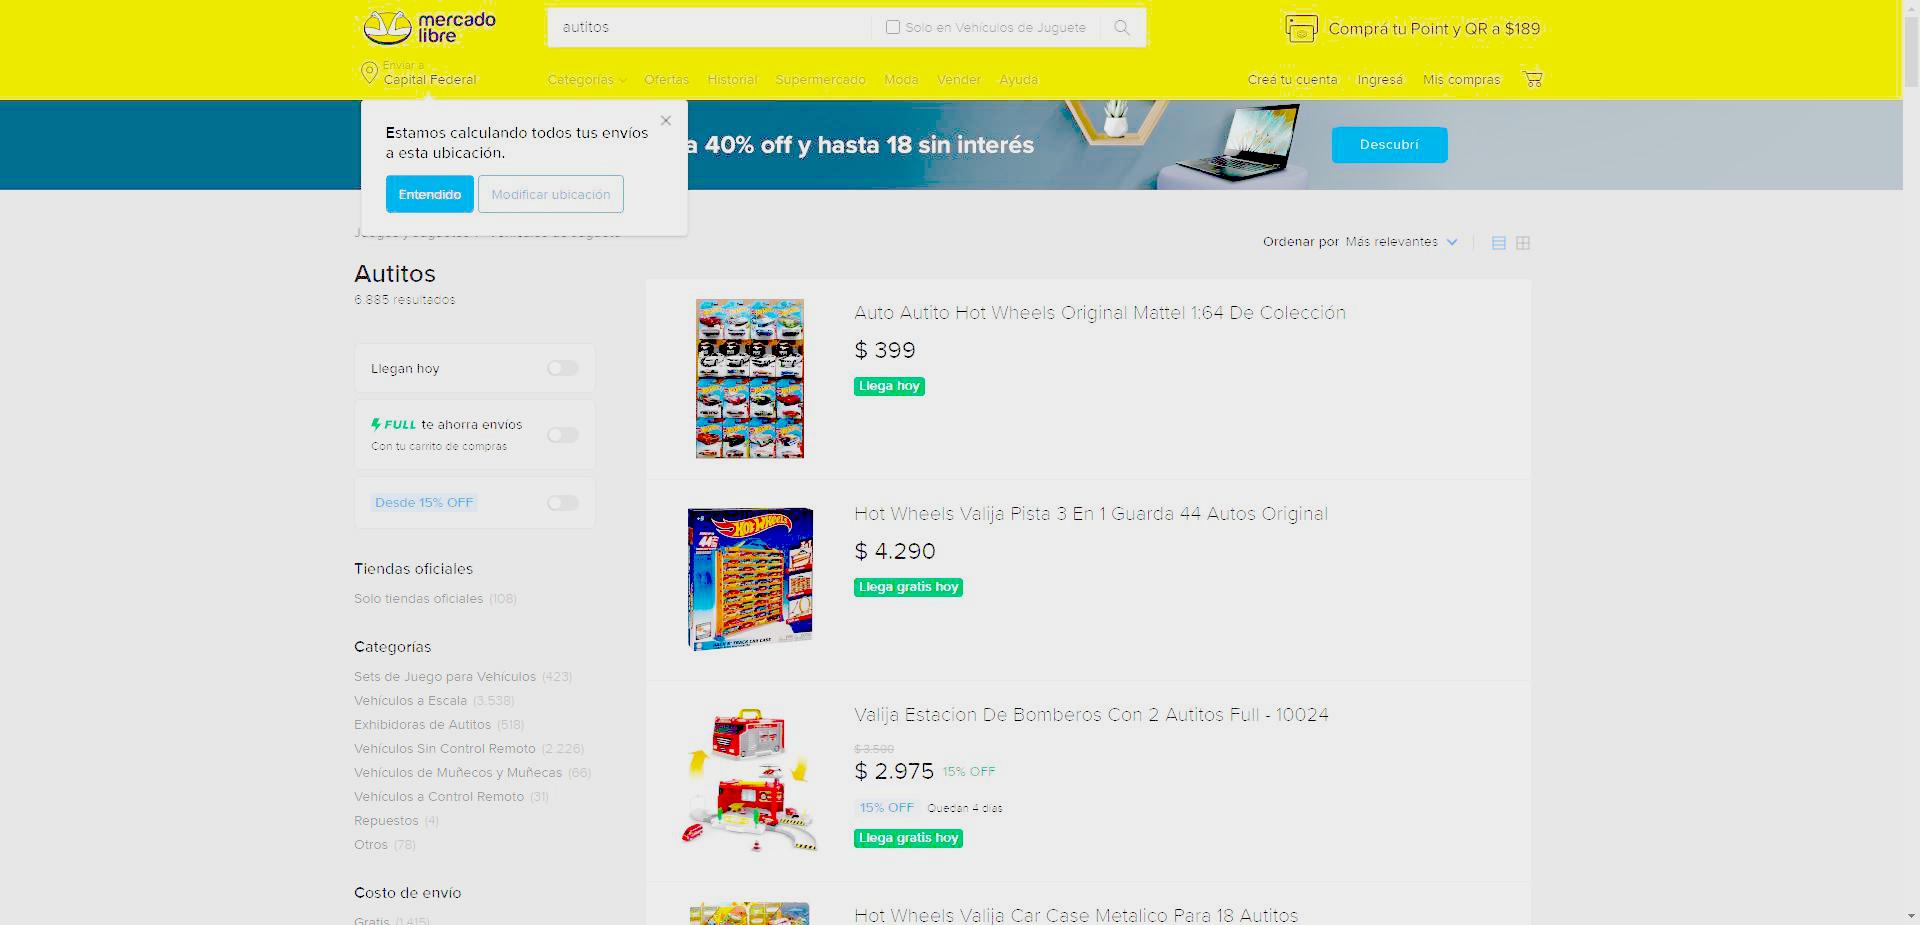 mercado
libre
autitos
Solo en Vehículos de Juguete
Comprá tu Point y QR a $189
Enviar a
Capital Federal
Categorías
Ofertas
Historial
Supermercado
Moda
Vender
Ayuda
Creá tu cuenta
Ingresá
Mis compras
Estamos calculando todos tus envíos
a esta ubicación.
Entendido
Modificar ubicación
a 40% off y hasta 18 sin interés
Descubrí
Ordenar por Más relevantes
Autitos
6.885 resultados
Llegan hoy
FULL te ahorra envíos
Con tu carrito de compras
Desde 15% OFF
Tiendas oficiales
Solo tiendas oficiales (108)
Categorías
Sets de Juego para Vehículos (423)
Vehículos a Escala (3.538)
Exhibidoras de Autitos (518)
Vehículos Sin Control Remoto (2.226)
Vehículos de Muñecos y Muñecas (66)
Vehículos a Control Remoto (31)
Repuestos (4)
Otros (78)
Costo de envío
Gratis (1.415)
Auto Autito Hot Wheels Original Mattel 1:64 De Colección
$ 399
Llega hoy
HOT WHEELS
Hot Wheels Valija Pista 3 En 1 Guarda 44 Autos Original
$ 4.290
Llega gratis hoy
Valija Estacion De Bomberos Con 2 Autitos Full - 10024
$ 3.500
$ 2.975 15% OFF
15% OFF Quedan 4 días
Llega gratis hoy
Hot Wheels Valija Car Case Metalico Para 18 Autitos